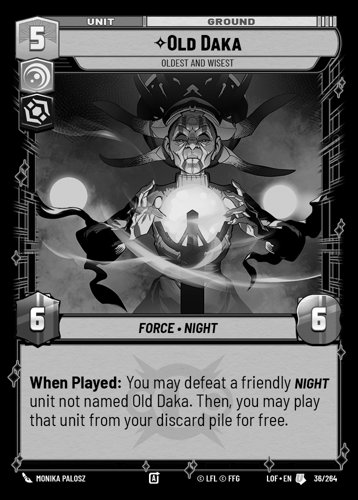 UNIT GROUND
5
✧OLD DAKA
OLDEST AND WISEST
6
FORCE • NIGHT
6
When Played: You may defeat a friendly NIGHT
unit not named Old Daka. Then, you may play
that unit from your discard pile for free.
MONIKA PALOSZ
© LFL © FFG
LOF • EN
36/264